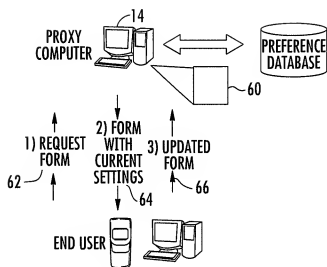 14
PROXY
COMPUTER
PREFERENCE
DATABASE
60
1) REQUEST
FORM
62
2) FORM
WITH
CURRENT
SETTINGS
64
3) UPDATED
FORM
66
END USER